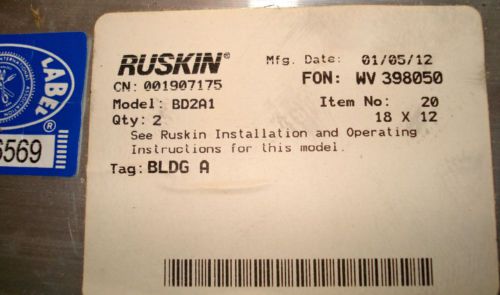 RUSKIN®
Mfg. Date: 01/05/12
CN: 001907175
FON: WV 398050
Model: BD2A1
Item No: 20
Qty: 2
18 X 12
See Ruskin Installation and Operating
Instructions for this model.
Tag: BLDG A
LABEL
®
6569